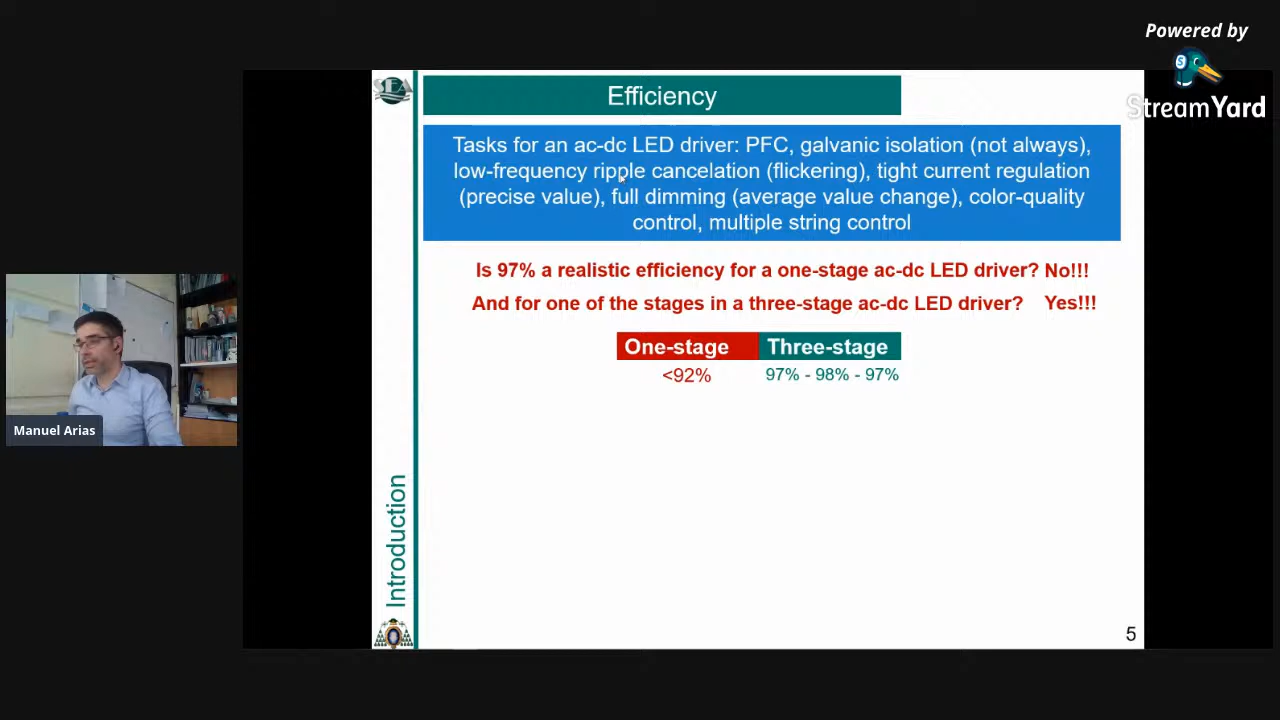 Powered by
StreamYard
SEA
Efficiency
Tasks for an ac-dc LED driver: PFC, galvanic isolation (not always),
low-frequency ripple cancelation (flickering), tight current regulation
(precise value), full dimming (average value change), color-quality
control, multiple string control
Is 97% a realistic efficiency for a one-stage ac-dc LED driver? No!!!
And for one of the stages in a three-stage ac-dc LED driver? Yes!!!
One-stage Three-stage
<92% 97% - 98% - 97%
Manuel Arias
Introduction
5